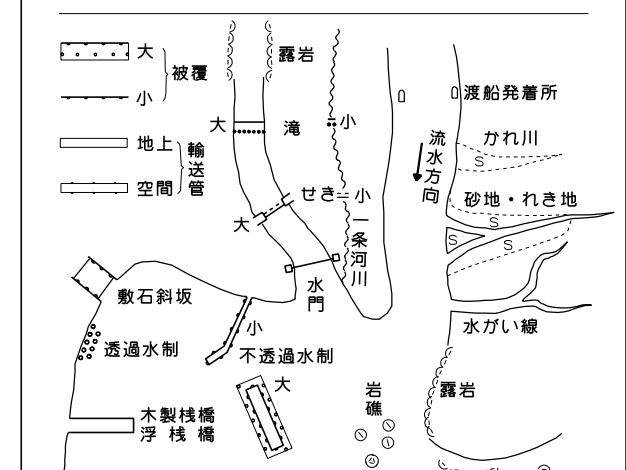 大
被覆
小
地上
輸送管
空間
露岩
大
滝
小
せき
小
大
一条河川
水門
渡船発着所
流水方向
かれ川
S
砂地・れき地
S
S
S
敷石斜坂
小
水がい線
透過水制
不透過水制
大
岩礁
露岩
木製桟橋
浮桟橋